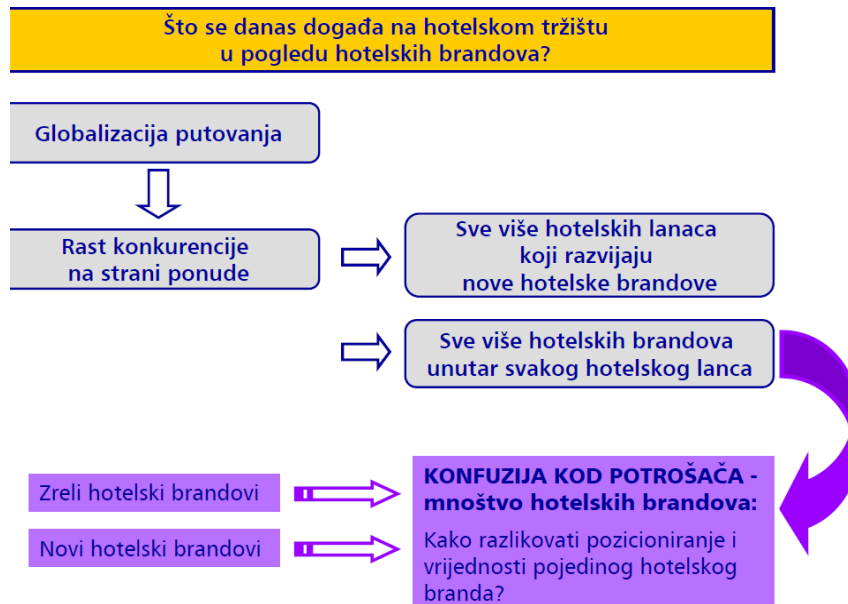 Što se danas događa na hotelskom tržištu
u pogledu hotelskih brandova?
Globalizacija putovanja
Rast konkurencije
na strani ponude
Sve više hotelskih lanaca
koji razvijaju
nove hotelske brandove
Sve više hotelskih brandova
unutar svakog hotelskog lanca
Zreli hotelski brandovi
Novi hotelski brandovi
KONFUZIJA KOD POTROŠAČA -
mnoštvo hotelskih brandova:
Kako razlikovati pozicioniranje i
vrijednosti pojedinog hotelskog
branda?